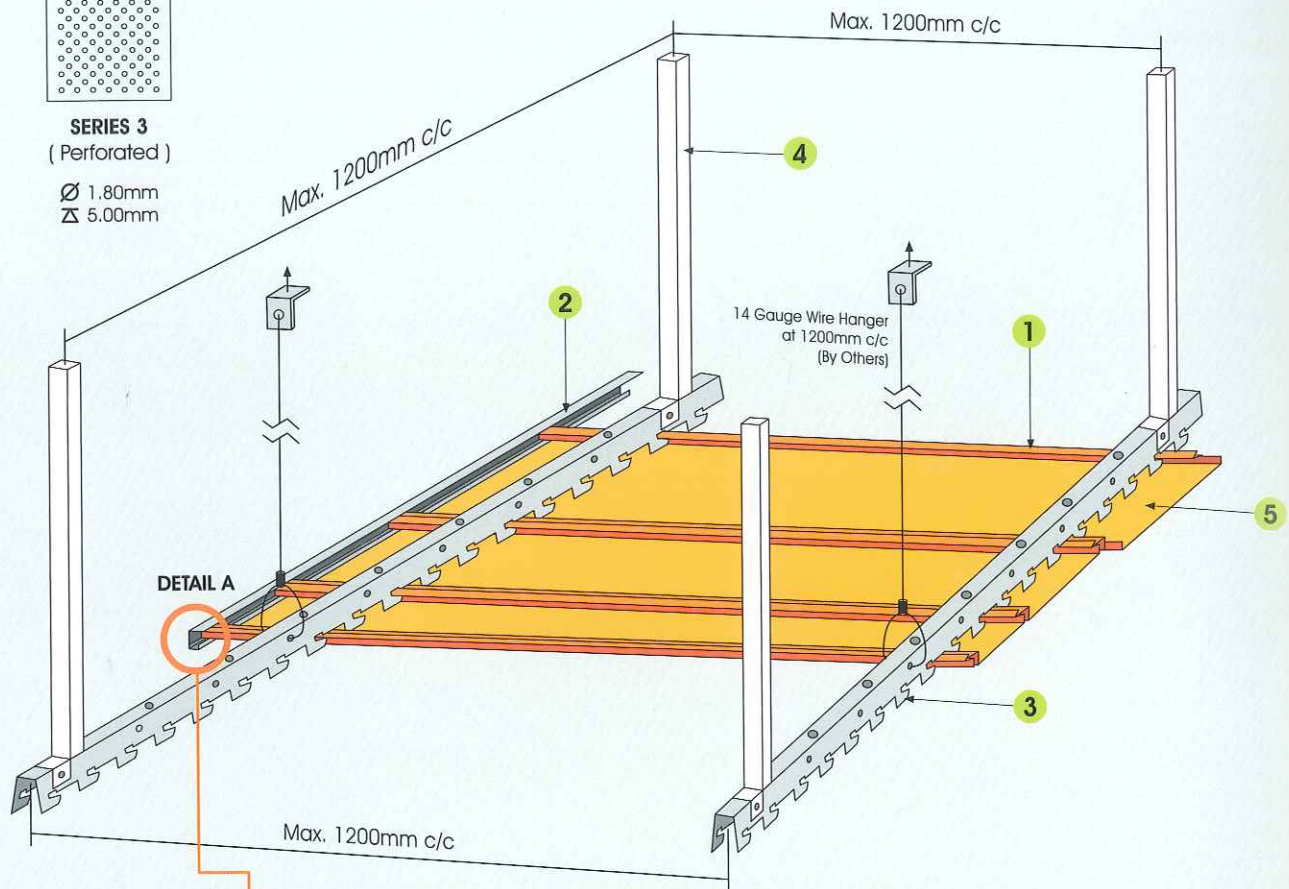 Max. 1200mm c/c
SERIES 3
( Perforated )
Ø 1.80mm
5.00mm
Max. 1200mm c/c
4
2
14 Gauge Wire Hanger
at 1200mm c/c
(By Others)
1
5
DETAIL A
3
Max. 1200mm c/c